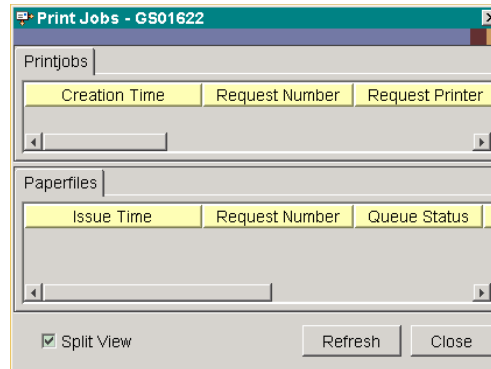 Print Jobs - GS01622
Printjobs
Creation Time Request Number Request Printer
Paperfiles
Issue Time Request Number Queue Status
Split View Refresh Close